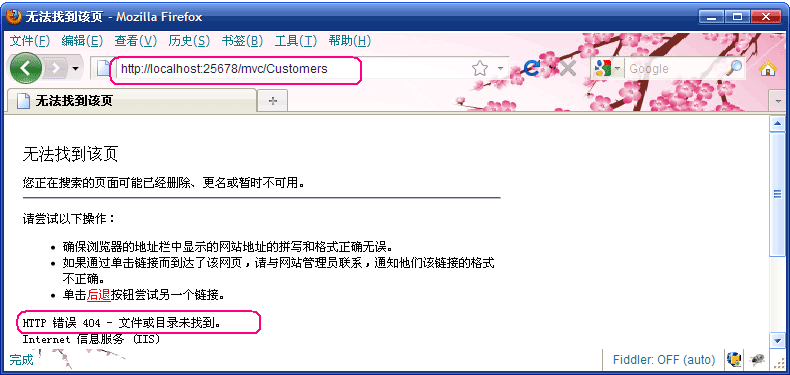 无法找到该页 - Mozilla Firefox
文件(F) 编辑(E) 查看(V) 历史(S) 书签(B) 工具(T) 帮助(H)
http://localhost:25678/mvc/Customers
Google
无法找到该页
无法找到该页
您正在搜索的页面可能已经删除、更名或暂时不可用。
请尝试以下操作：
确保浏览器的地址栏中显示的网站地址的拼写和格式正确无误。
如果通过单击链接而到达了该网页，请与网站管理员联系，通知他们该链接的格式
不正确。
单击后退按钮尝试另一个链接。
HTTP 错误 404 - 文件或目录未找到。
Internet 信息服务 (IIS)
完成
Fiddler: OFF (auto)